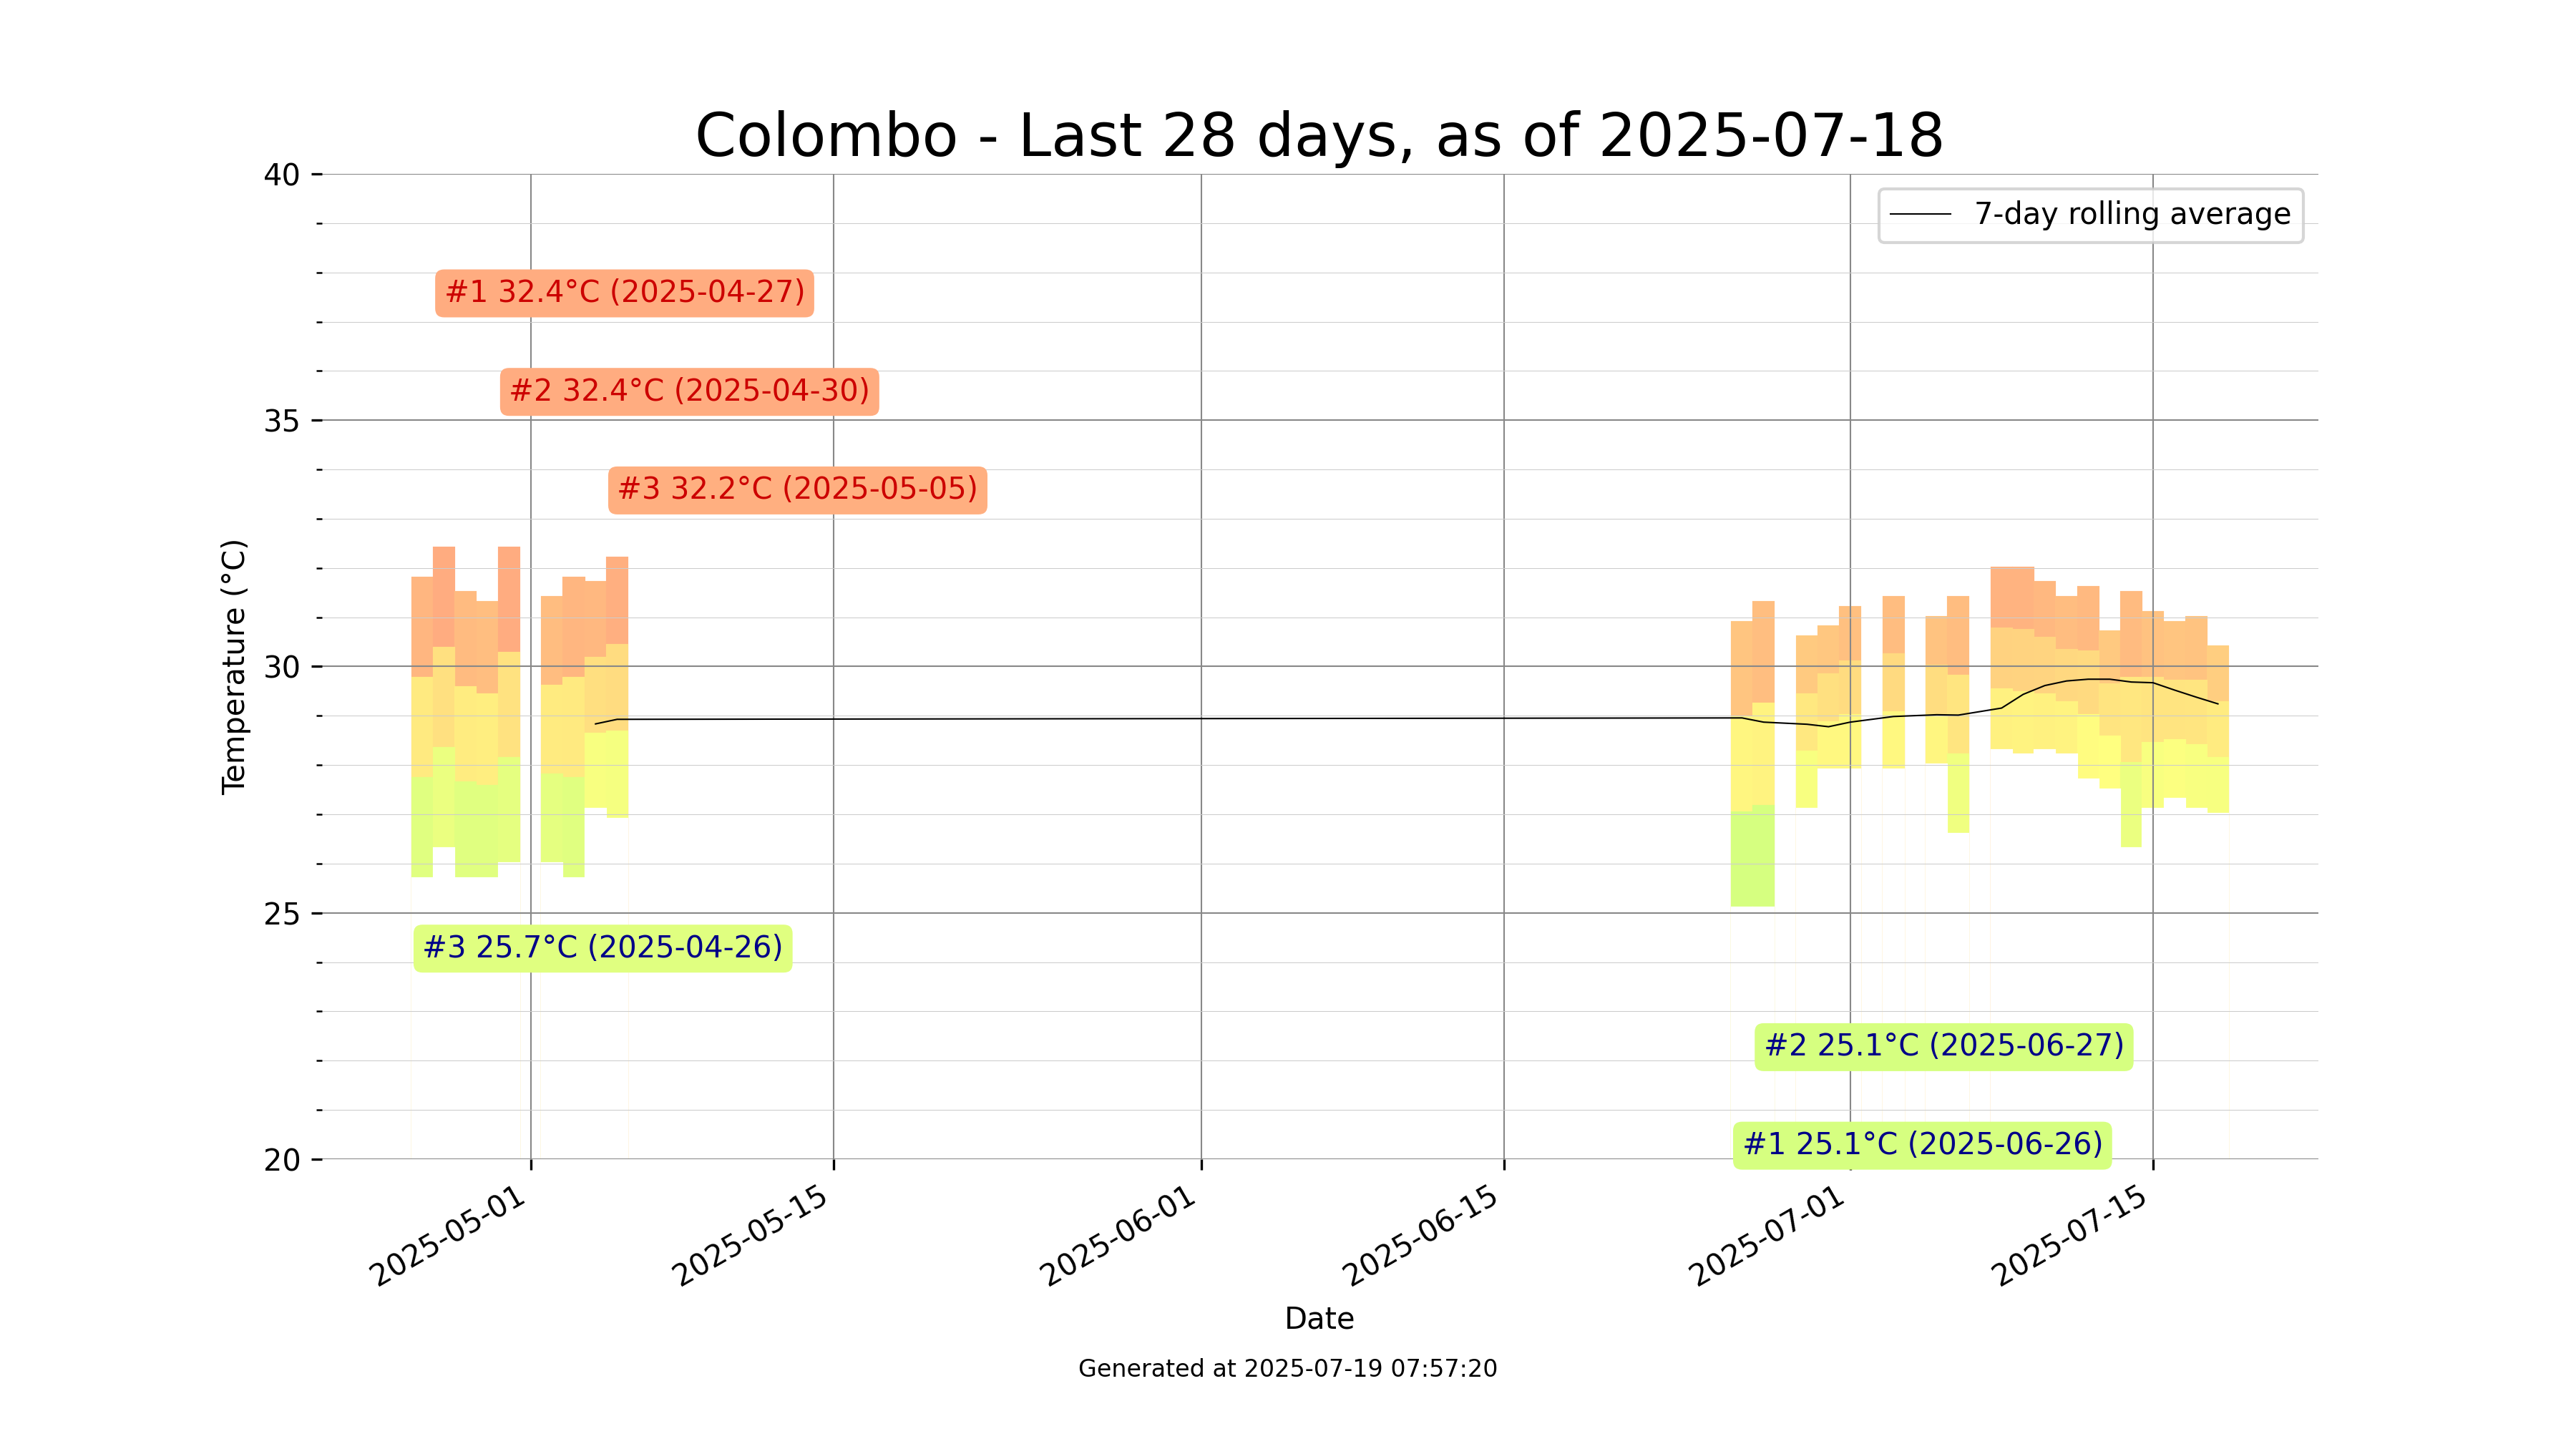 Colombo - Last 28 days, as of 2025-07-18
7-day rolling average
40
35
30
25
20
Temperature (°C)
#1 32.4°C (2025-04-27)
#2 32.4°C (2025-04-30)
#3 32.2°C (2025-05-05)
#3 25.7°C (2025-04-26)
#2 25.1°C (2025-06-27)
#1 25.1°C (2025-06-26)
2025-05-01
2025-05-15
2025-06-01
2025-06-15
2025-07-01
2025-07-15
Date
Generated at 2025-07-19 07:57:20